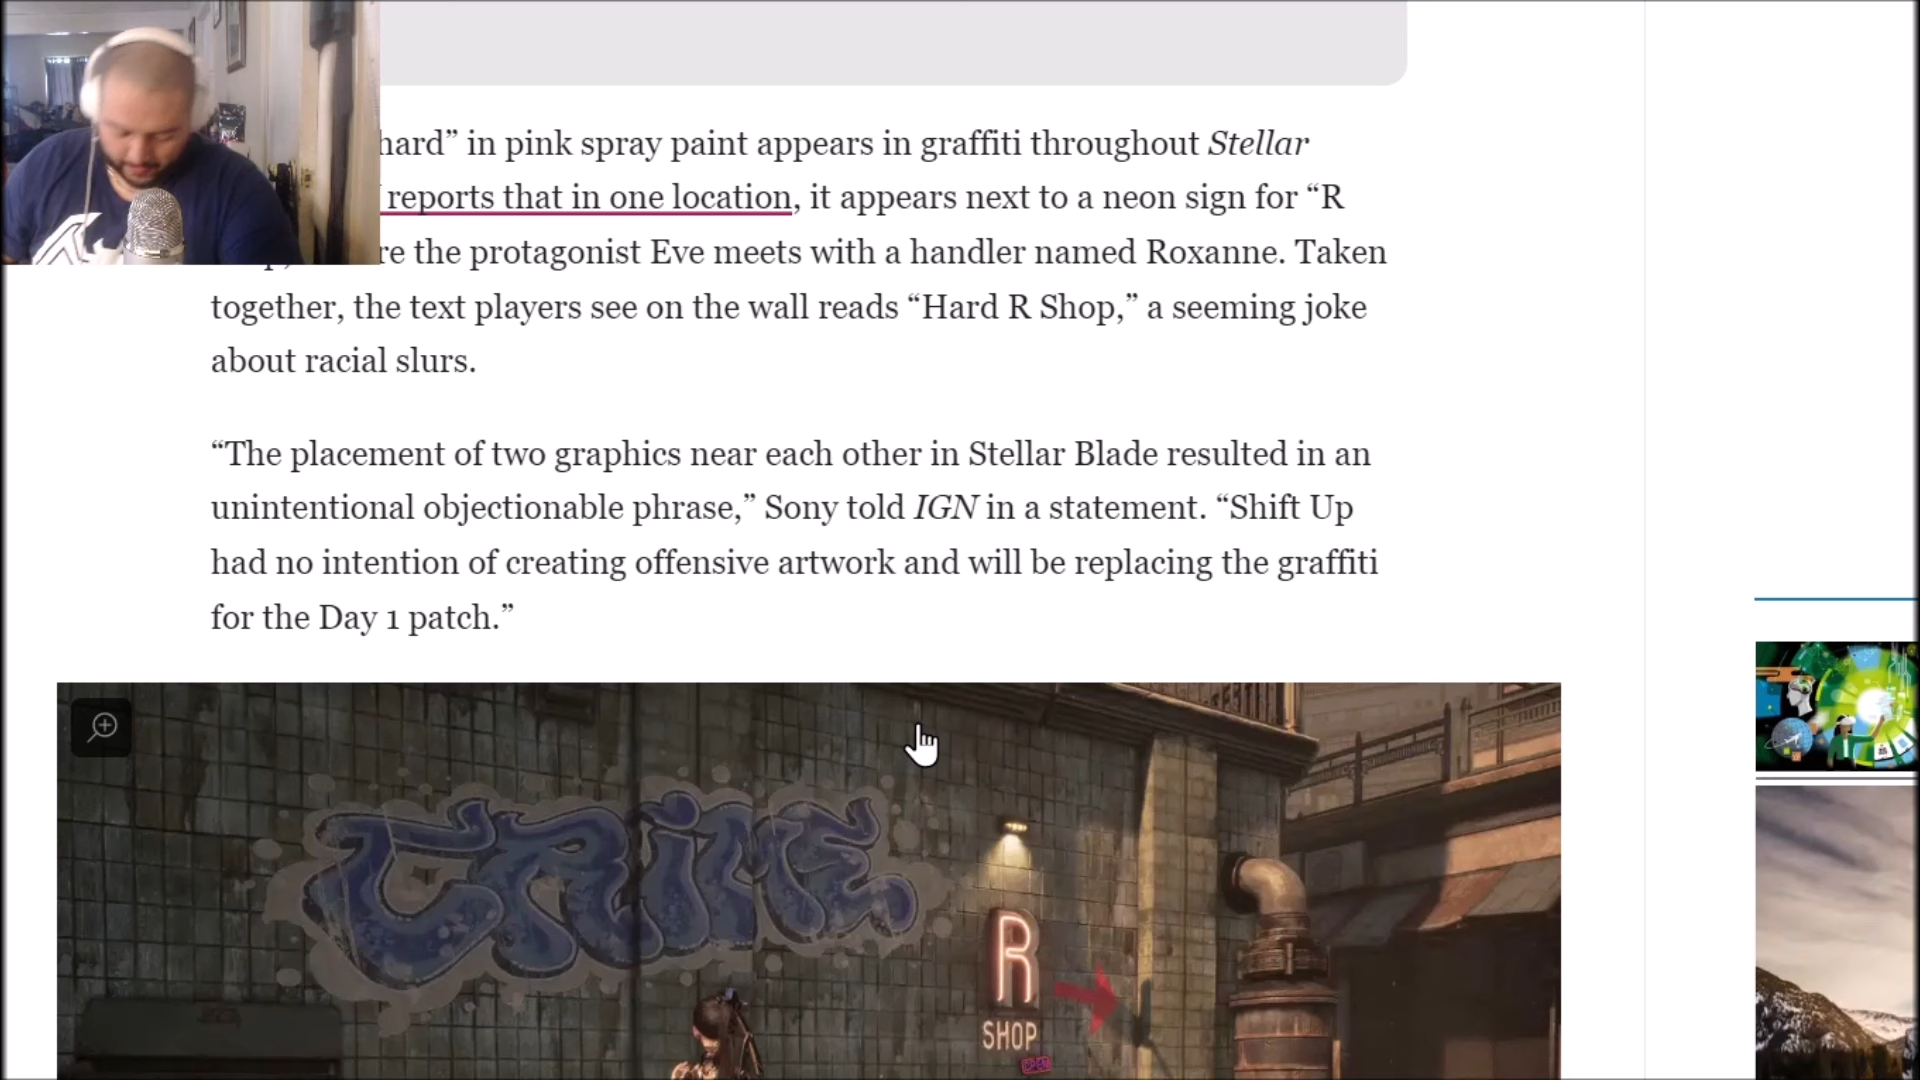 hard” in pink spray paint appears in graffiti throughout Stellar
reports that in one location, it appears next to a neon sign for “R
re the protagonist Eve meets with a handler named Roxanne. Taken
together, the text players see on the wall reads “Hard R Shop,” a seeming joke
about racial slurs.
“The placement of two graphics near each other in Stellar Blade resulted in an
unintentional objectionable phrase,” Sony told IGN in a statement. “Shift Up
had no intention of creating offensive artwork and will be replacing the graffiti
for the Day 1 patch.”
CRiME
R
SHOP
OPEN